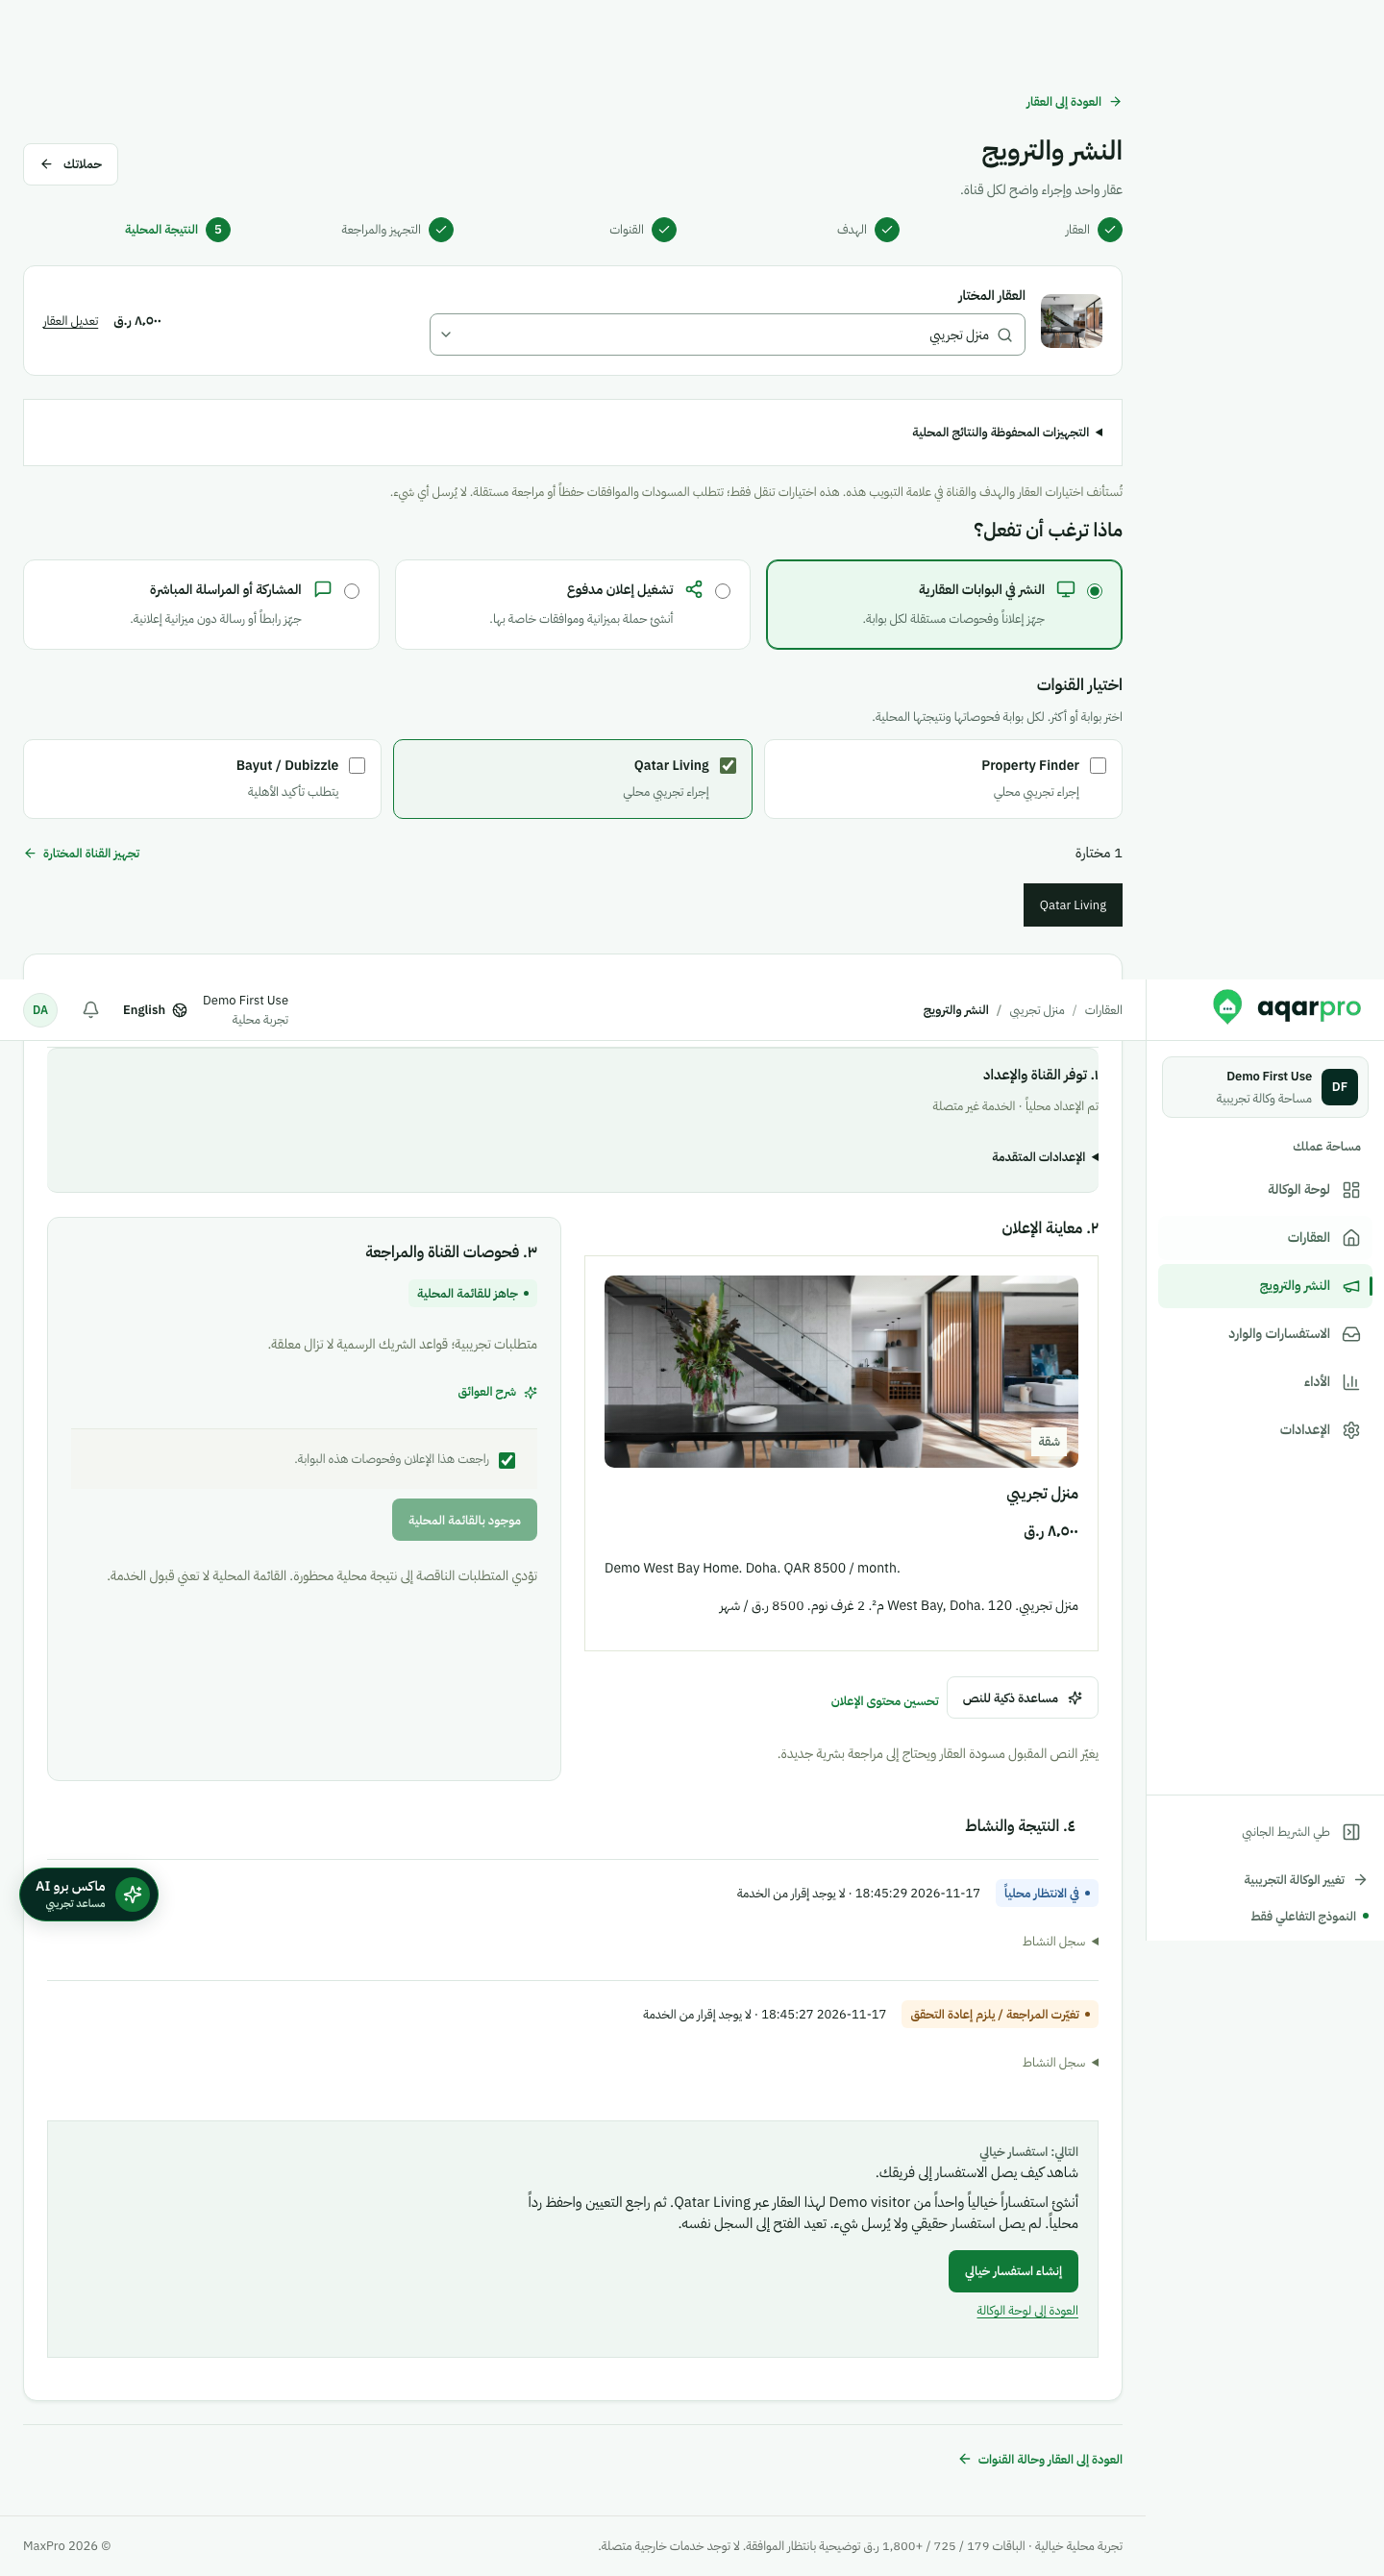 العودة إلى العقار
النشر والترويج
حملاتك
عقار واحد وإجراء واضح لكل قناة.
العقار
الهدف
القنوات
التجهيز والمراجعة
5 النتيجة المحلية
العقار المختار
منزل تجريبي
٨,٥٠٠ ر.ق
تعديل العقار
التجهيزات المحفوظة والنتائج المحلية
تُستأنف اختيارات العقار والهدف والقناة في علامة التبويب هذه. هذه اختيارات تنقل فقط؛ تتطلب المسودات والموافقات حفظاً أو مراجعة مستقلة. لا يُرسل أي شيء.
ماذا ترغب أن تفعل؟
النشر في البوابات العقارية
جهّز إعلاناً وفحوصات مستقلة لكل بوابة.
تشغيل إعلان مدفوع
أنشئ حملة بميزانية وموافقات خاصة بها.
المشاركة أو المراسلة المباشرة
جهّز رابطاً أو رسالة دون ميزانية إعلانية.
اختيار القنوات
اختر بوابة أو أكثر. لكل بوابة فحوصاتها ونتيجتها المحلية.
Property Finder
إجراء تجريبي محلي
Qatar Living
إجراء تجريبي محلي
Bayut / Dubizzle
يتطلب تأكيد الأهلية
1 مختارة
تجهيز القناة المختارة
Qatar Living
aqarpro
العقارات / منزل تجريبي / النشر والترويج
Demo First Use
تجربة محلية
English
DA
DF
Demo First Use
مساحة وكالة تجريبية
مساحة عملك
لوحة الوكالة
العقارات
النشر والترويج
الاستفسارات والوارد
الأداء
الإعدادات
طي الشريط الجانبي
تغيير الوكالة التجريبية
النموذج التفاعلي فقط
١. توفر القناة والإعداد
تم الإعداد محلياً · الخدمة غير متصلة
الإعدادات المتقدمة
٢. معاينة الإعلان
شقة
منزل تجريبي
٨,٥٠٠ ر.ق
Demo West Bay Home. Doha. QAR 8500 / month.
منزل تجريبي. West Bay, Doha. 120 م². 2 غرف نوم. 8500 ر.ق / شهر
مساعدة ذكية للنص
تحسين محتوى الإعلان
يغيّر النص المقبول مسودة العقار ويحتاج إلى مراجعة بشرية جديدة.
٣. فحوصات القناة والمراجعة
جاهز للقائمة المحلية
متطلبات تجريبية؛ قواعد الشريك الرسمية لا تزال معلقة.
شرح العوائق
راجعت هذا الإعلان وفحوصات هذه البوابة.
موجود بالقائمة المحلية
تؤدي المتطلبات الناقصة إلى نتيجة محلية محظورة. القائمة المحلية لا تعني قبول الخدمة.
٤. النتيجة والنشاط
في الانتظار محلياً
2026-11-17 18:45:29 · لا يوجد إقرار من الخدمة
سجل النشاط
تغيّرت المراجعة / يلزم إعادة التحقق
2026-11-17 18:45:27 · لا يوجد إقرار من الخدمة
سجل النشاط
ماكس برو AI
مساعد تجريبي
التالي: استفسار خيالي
شاهد كيف يصل الاستفسار إلى فريقك.
أنشئ استفساراً خيالياً واحداً من Demo visitor لهذا العقار عبر Qatar Living. ثم راجع التعيين واحفظ رداً
محلياً. لم يصل استفسار حقيقي ولا يُرسل شيء. تعيد الفتح إلى السجل نفسه.
إنشاء استفسار خيالي
العودة إلى لوحة الوكالة
العودة إلى العقار وحالة القنوات
تجربة محلية خيالية · الباقات 179 / 725 / +1,800 ر.ق توضيحية بانتظار الموافقة. لا توجد خدمات خارجية متصلة.
© 2026 MaxPro